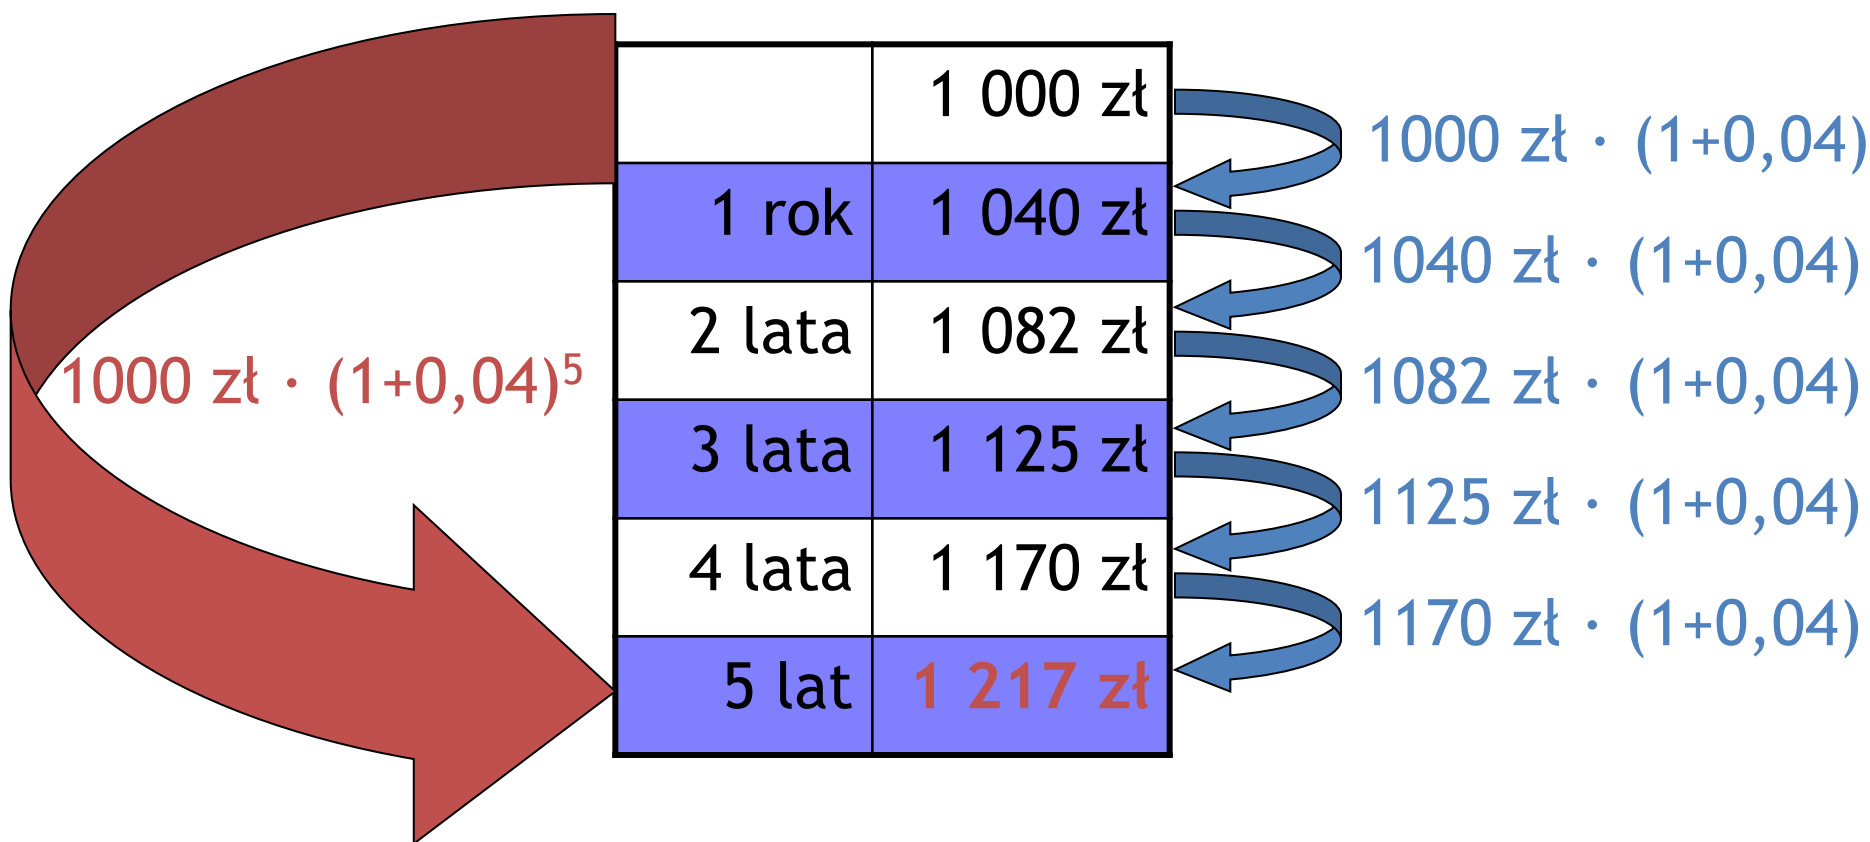 1 000 zł
1000 zł · (1+0,04)
1 rok 1 040 zł
1040 zł · (1+0,04)
2 lata 1 082 zł
1000 zł · (1+0,04)⁵
1082 zł · (1+0,04)
3 lata 1 125 zł
1125 zł · (1+0,04)
4 lata 1 170 zł
1170 zł · (1+0,04)
5 lat 1 217 zł